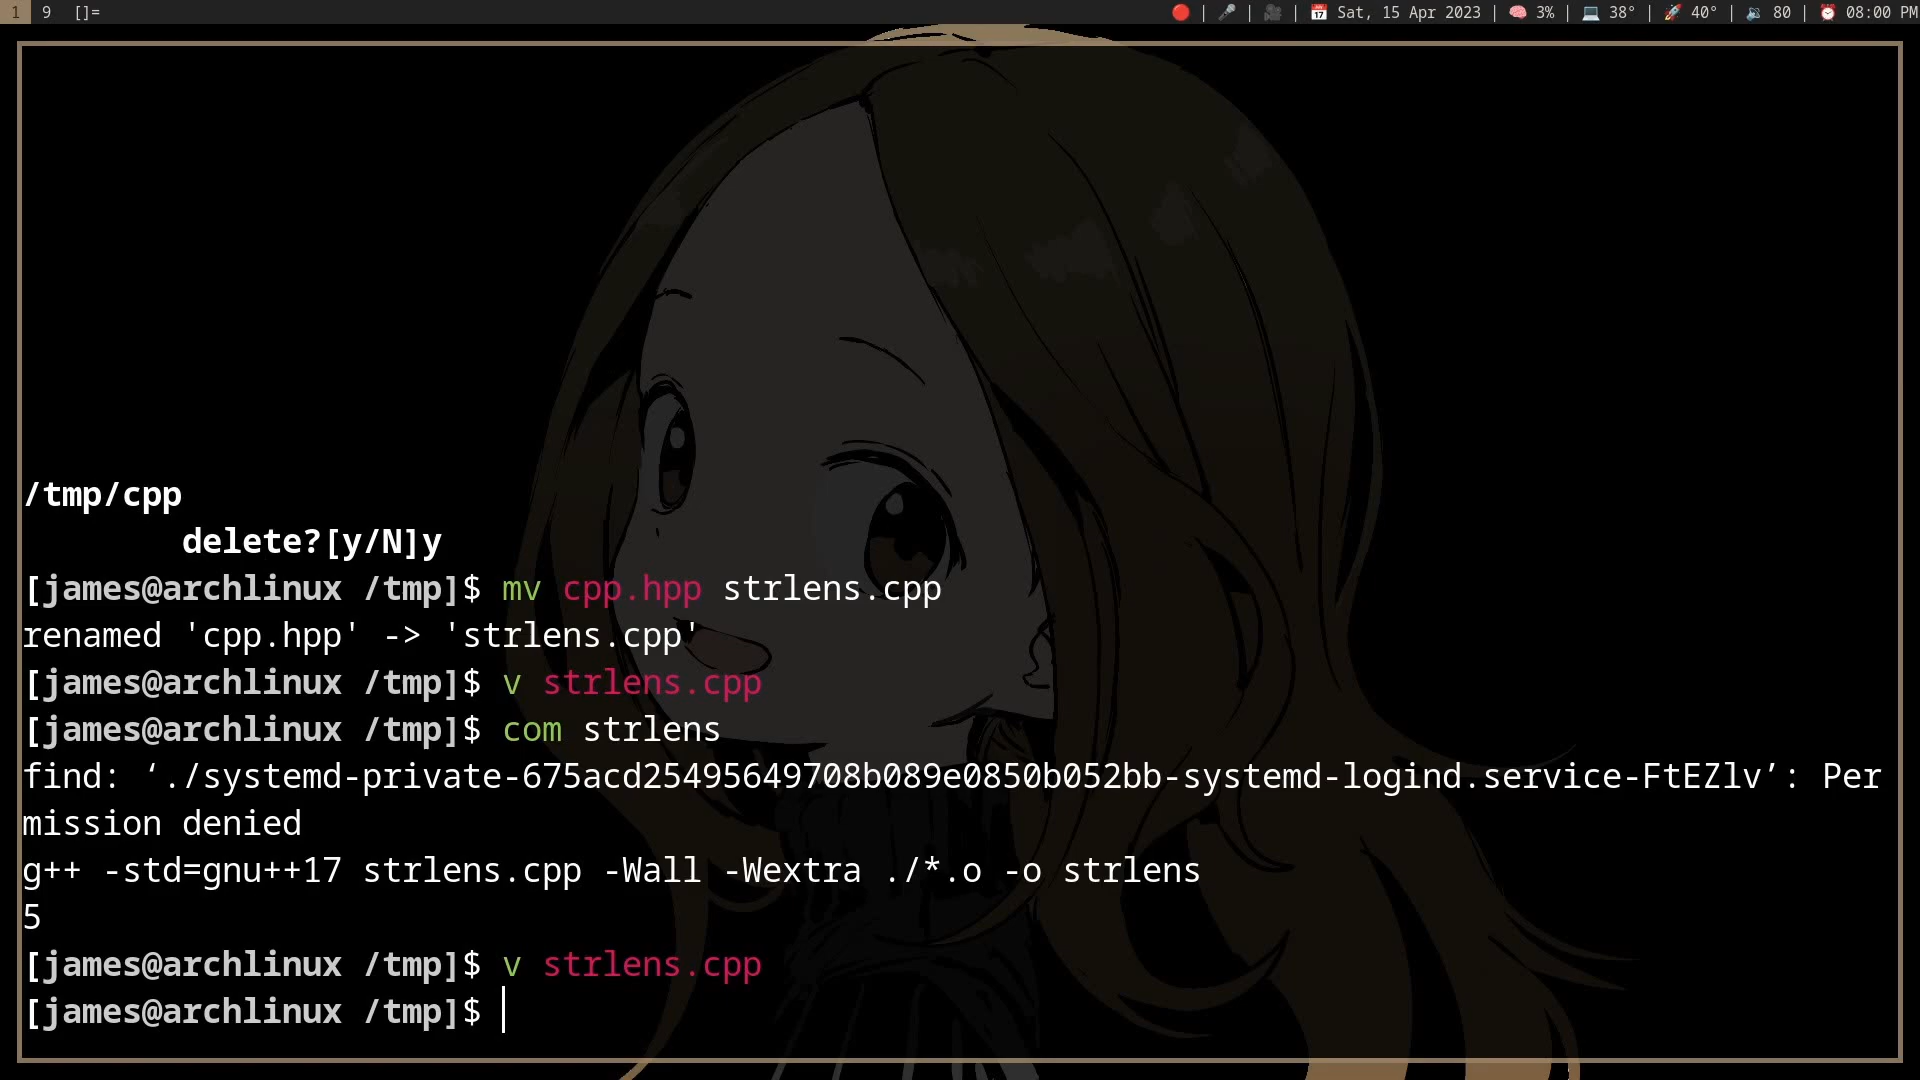 1 9 []= 🔴 | 🎤 | 🎥 | 📅 Sat, 15 Apr 2023 | 🧠 3% | 💻 38° | 🚀 40° | 🔉 80 | ⏰ 08:00 PM
/tmp/cpp
delete?[y/N]y
[james@archlinux /tmp]$ mv cpp.hpp strlens.cpp
renamed 'cpp.hpp' -> 'strlens.cpp'
[james@archlinux /tmp]$ v strlens.cpp
[james@archlinux /tmp]$ com strlens
find: ‘./systemd-private-675acd25495649708b089e0850b052bb-systemd-logind.service-FtEZlv’: Per
mission denied
g++ -std=gnu++17 strlens.cpp -Wall -Wextra ./*.o -o strlens
5
[james@archlinux /tmp]$ v strlens.cpp
[james@archlinux /tmp]$